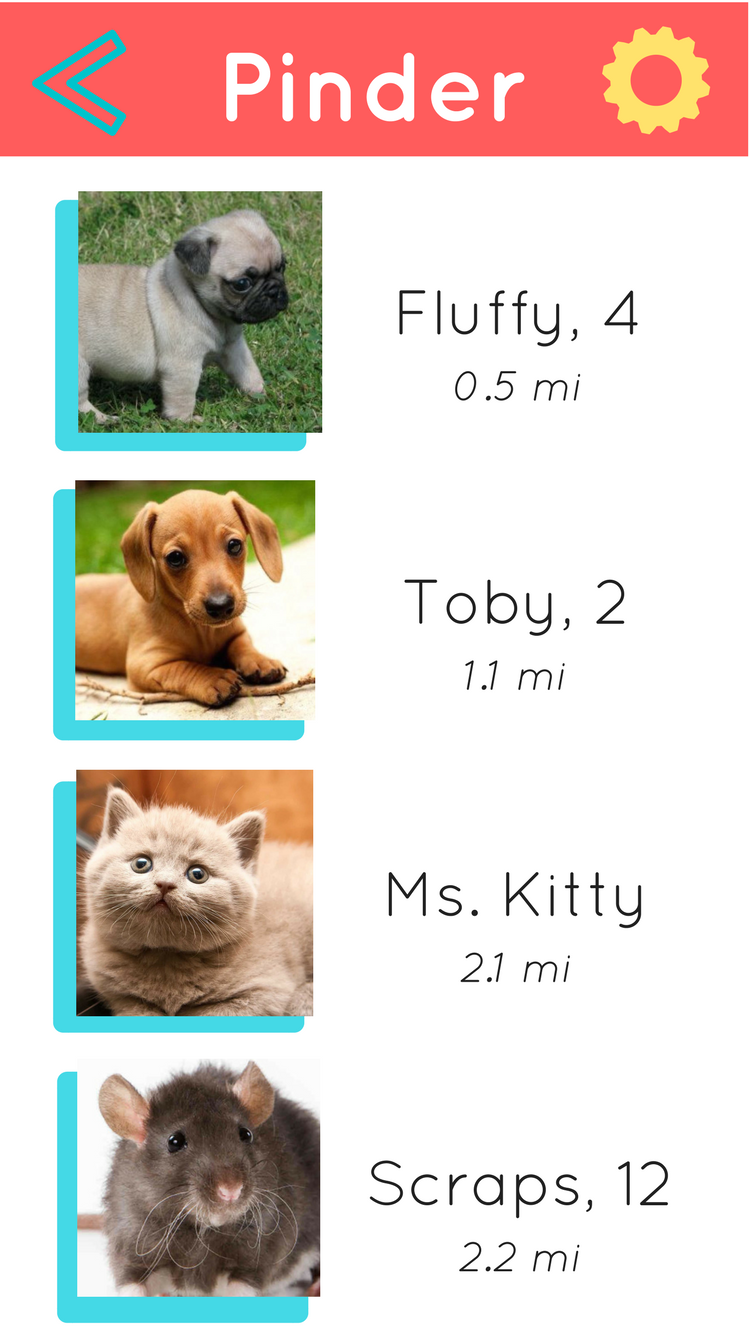 Pinder
Fluffy, 4
0.5 mi
Toby, 2
1.1 mi
Ms. Kitty
2.1 mi
Scraps, 12
2.2 mi